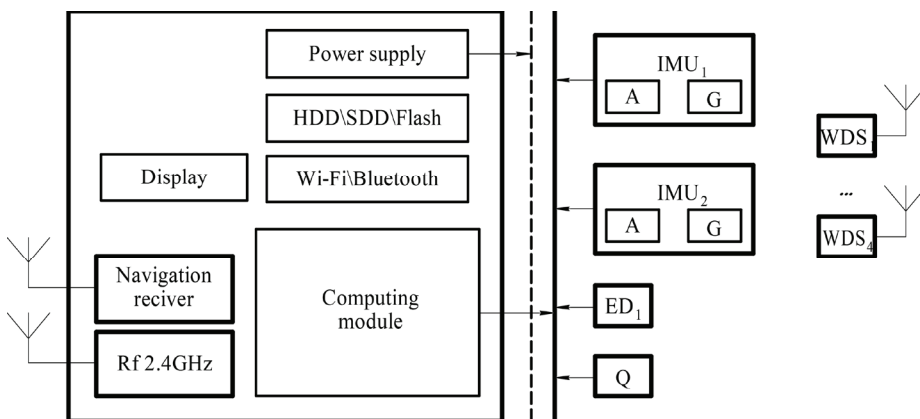 Power supply
HDD\SDD\Flash
Display
Wi-Fi\Bluetooth
Navigation
reciver
Rf 2.4GHz
Computing
module
IMU₁
A G
IMU₂
A G
ED₁
Q
WDS₁
...
WDS₄